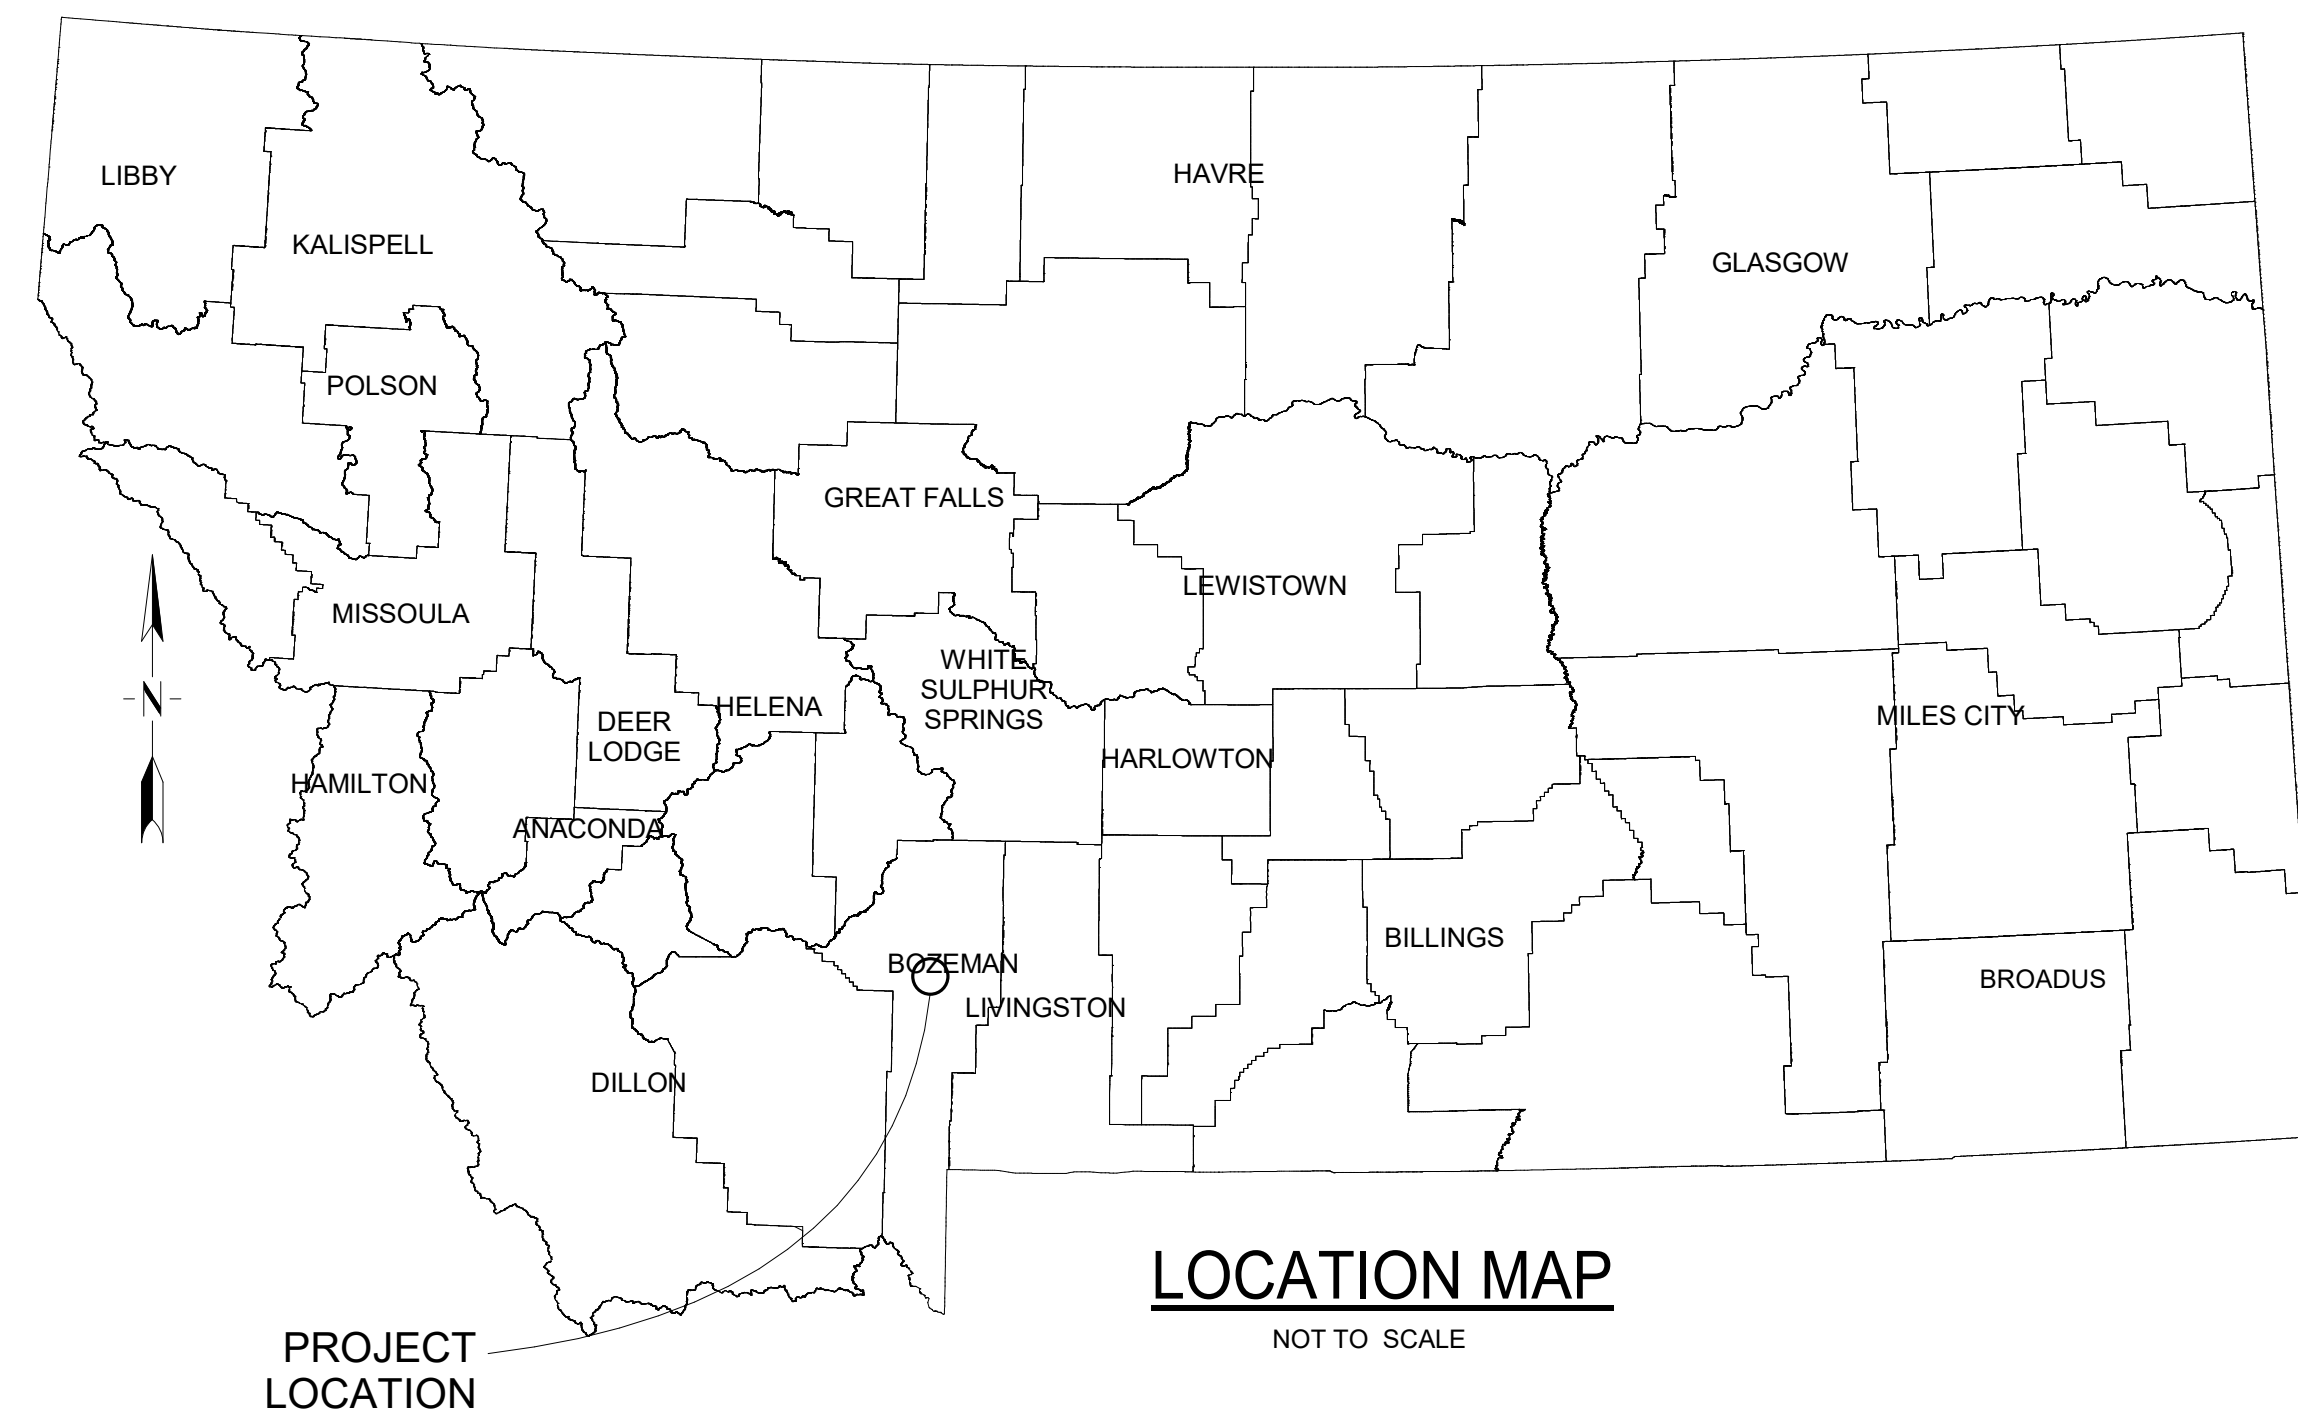 LIBBY
HAVRE
KALISPELL
GLASGOW
POLSON
GREAT FALLS
LEWISTOWN
MISSOULA
WHITE
SULPHUR
SPRINGS
N
HELENA
DEER
LODGE
MILES CITY
HARLOWTON
HAMILTON
ANACONDA
BILLINGS
BOZEMAN
BROADUS
LIVINGSTON
DILLON
LOCATION MAP
NOT TO SCALE
PROJECT
LOCATION